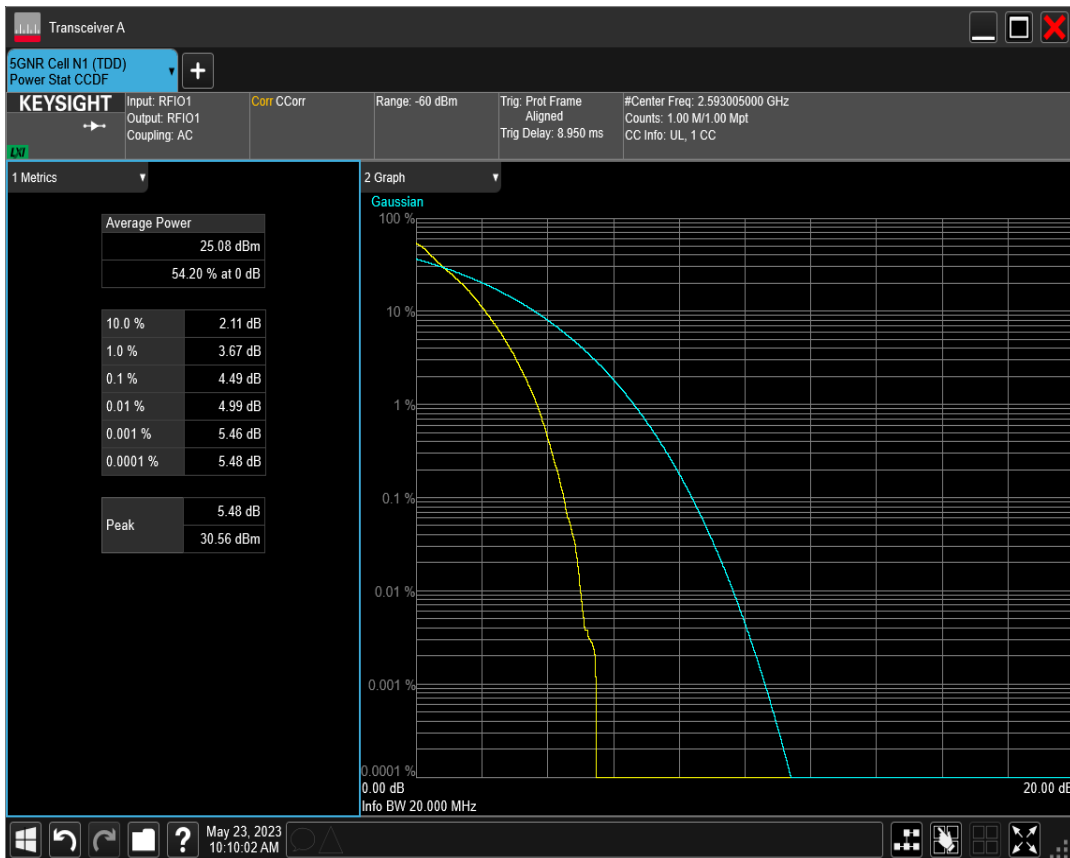 Transceiver A
5GNR Cell N1 (TDD)
Power Stat CCDF
KEYSIGHT
LXI
Input: RFIO1
Output: RFIO1
Coupling: AC
Corr CCorr
Range: -60 dBm
Trig: Prot Frame
Aligned
Trig Delay: 8.950 ms
#Center Freq: 2.593005000 GHz
Counts: 1.00 M/1.00 Mpt
CC Info: UL, 1 CC
1 Metrics
Average Power
25.08 dBm
54.20 % at 0 dB
10.0 % 2.11 dB
1.0 % 3.67 dB
0.1 % 4.49 dB
0.01 % 4.99 dB
0.001 % 5.46 dB
0.0001 % 5.48 dB
Peak 5.48 dB
30.56 dBm
2 Graph
Gaussian
100 %
10 %
1 %
0.1 %
0.01 %
0.001 %
0.0001 %
0.00 dB 20.00 dB
Info BW 20.000 MHz
May 23, 2023
10:10:02 AM